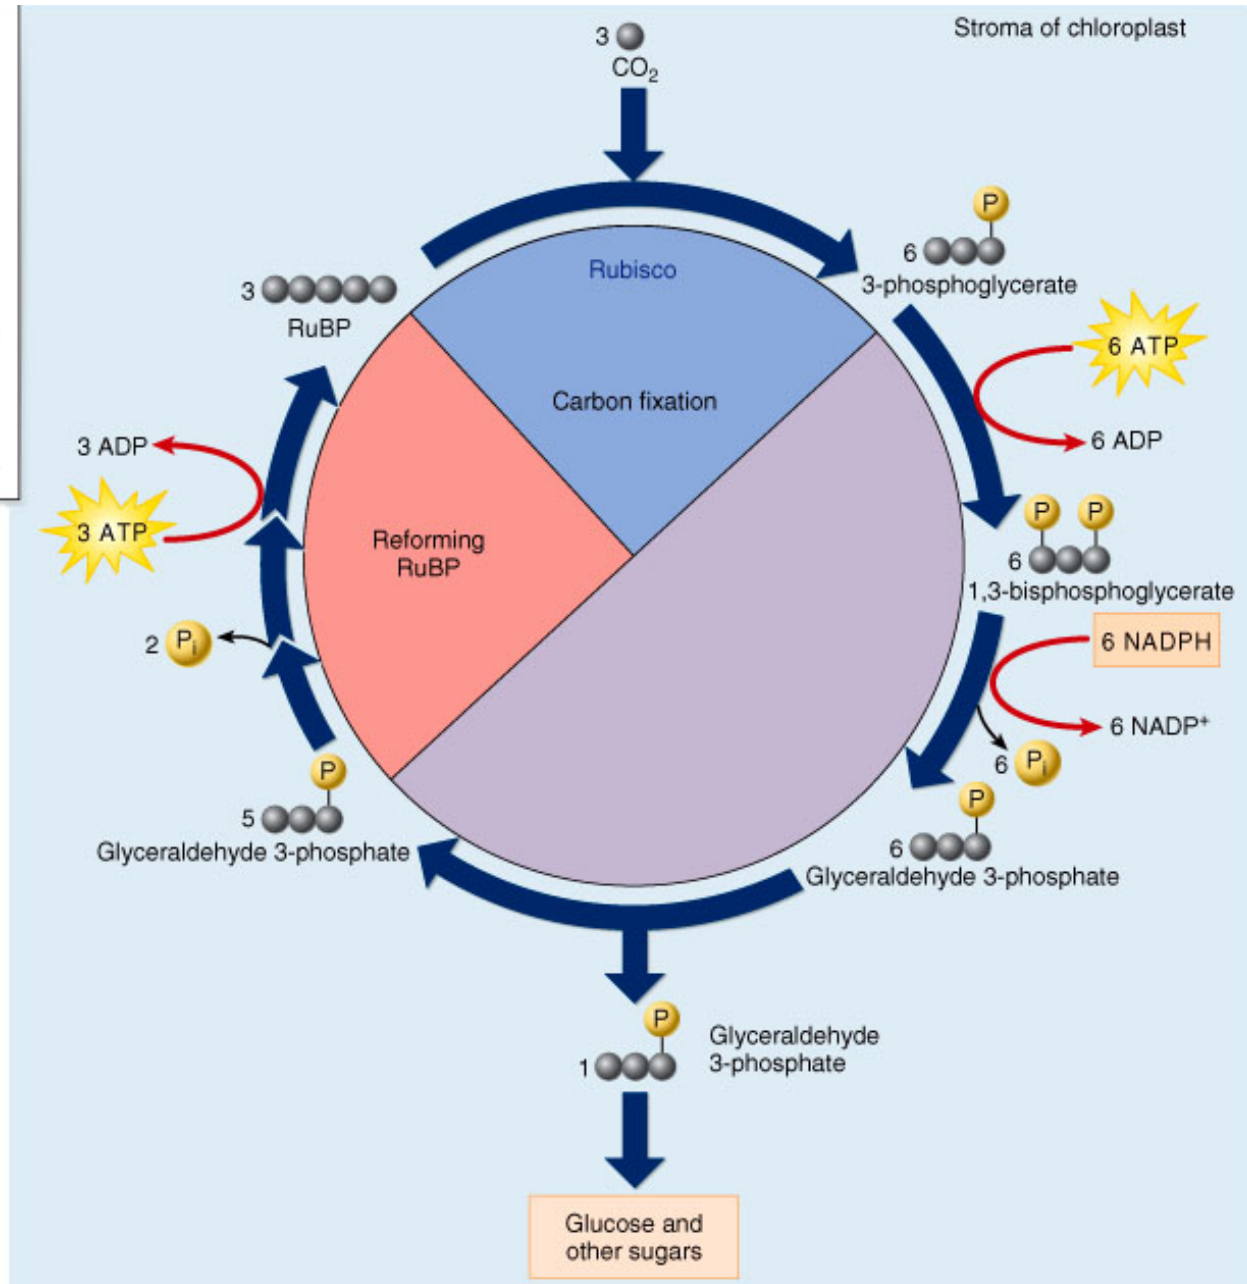 Stroma of chloroplast
3
CO₂
P
6
3-phosphoglycerate
Rubisco
Carbon fixation
3
RuBP
6 ATP
6 ADP
P P
6
1,3-bisphosphoglycerate
6 NADPH
6 NADP⁺
6 Pᵢ
P
6
Glyceraldehyde 3-phosphate
3 ADP
3 ATP
Reforming
RuBP
2 Pᵢ
P
5
Glyceraldehyde 3-phosphate
P
1
Glyceraldehyde
3-phosphate
Glucose and
other sugars